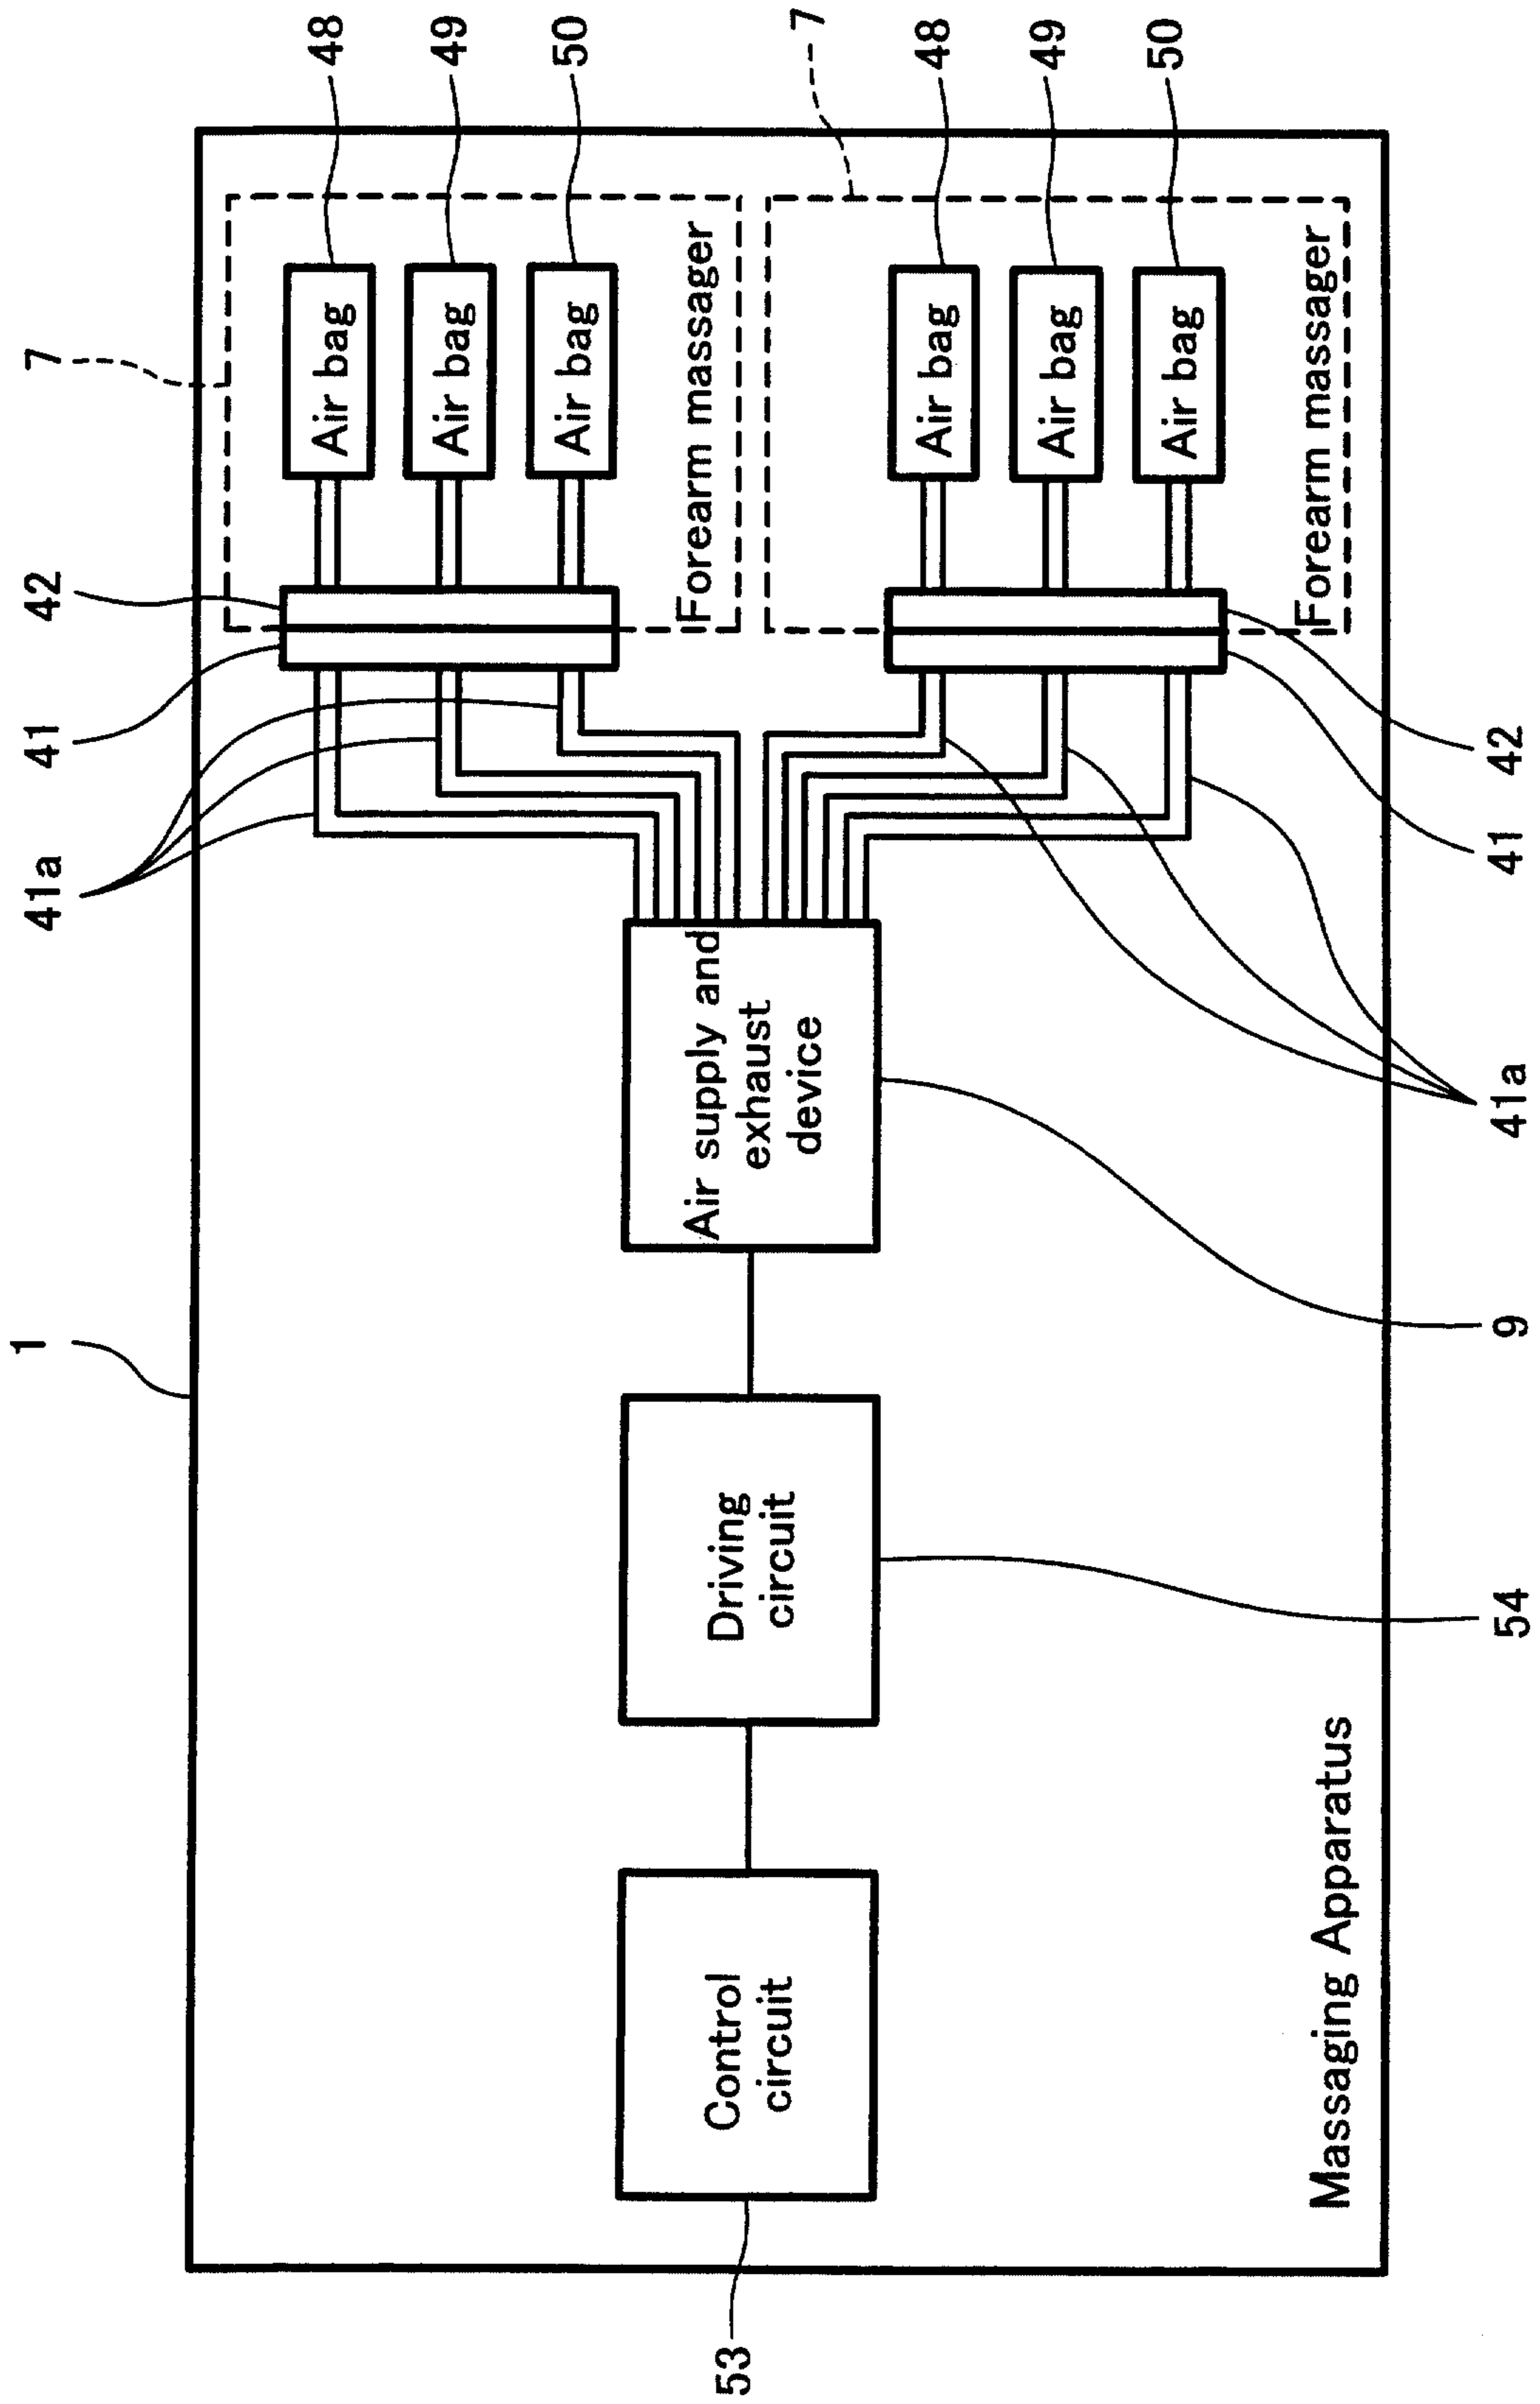 1
7
42
41
41a
48
49
50
Air bag
Air bag
Air bag
Forearm massager
7
48
49
50
Air bag
Air bag
Air bag
Forearm massager
Control
circuit
Driving
circuit
Air supply and
exhaust
device
Massaging Apparatus
53
54
9
41a
41
42